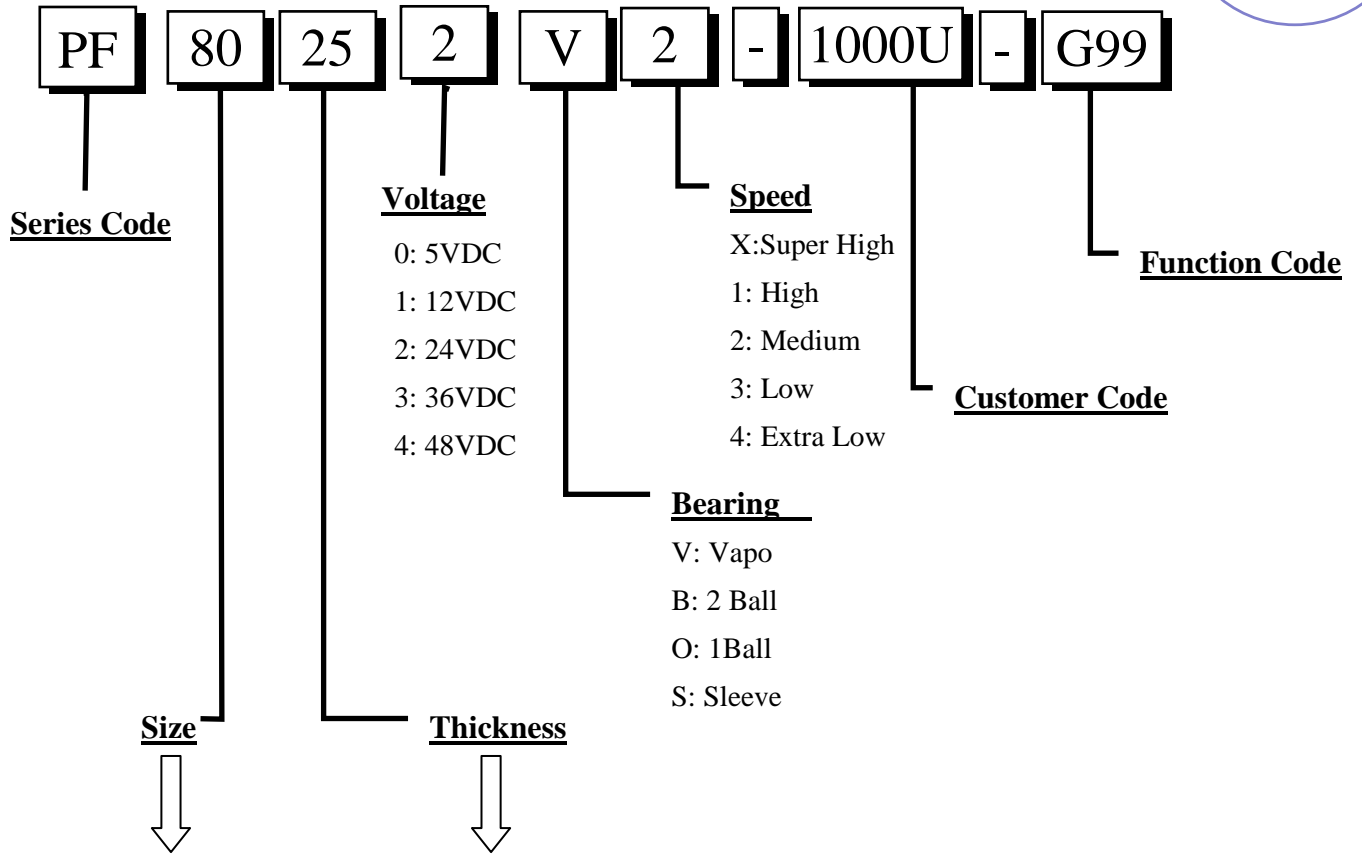 PF 80 25 2 V 2 - 1000U - G99
Series Code
Voltage
0: 5VDC
1: 12VDC
2: 24VDC
3: 36VDC
4: 48VDC
Speed
X:Super High
1: High
2: Medium
3: Low
4: Extra Low
Function Code
Customer Code
Bearing
V: Vapo
B: 2 Ball
O: 1Ball
S: Sleeve
Size
Thickness